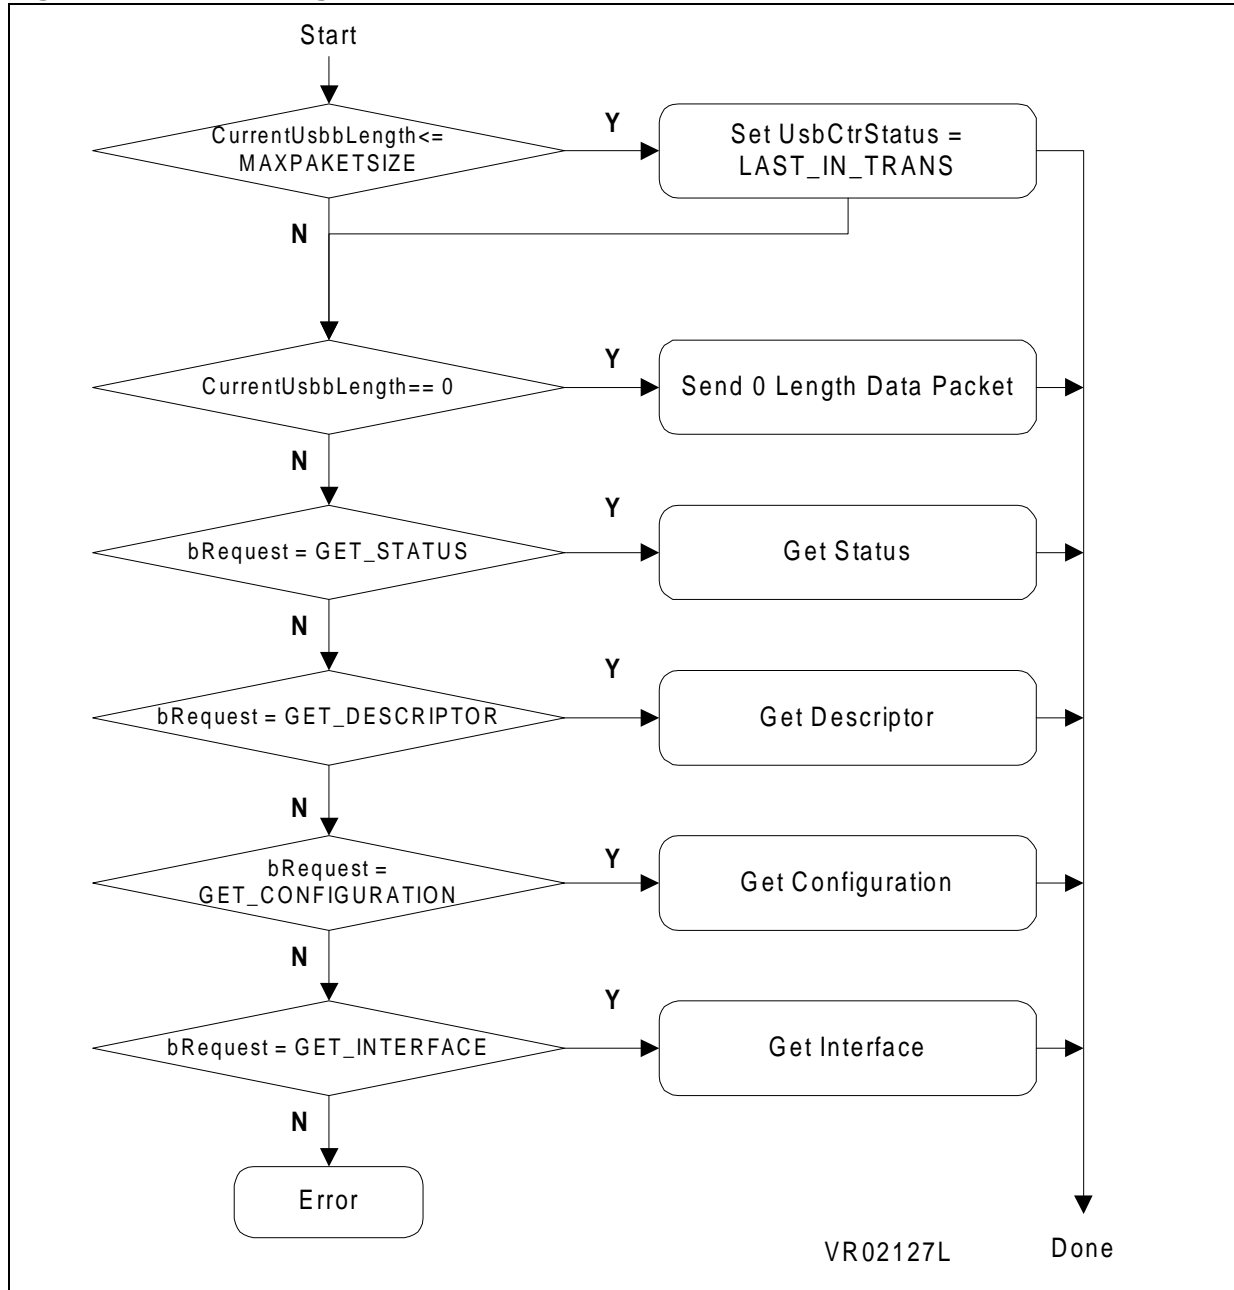 Start
CurrentUsbbLength<=
MAXPAKETSIZE
Y
Set UsbCtrStatus =
LAST_IN_TRANS
N
CurrentUsbbLength== 0
Y
Send 0 Length Data Packet
N
bRequest = GET_STATUS
Y
Get Status
N
bRequest = GET_DESCRIPTOR
Y
Get Descriptor
N
bRequest =
GET_CONFIGURATION
Y
Get Configuration
N
bRequest = GET_INTERFACE
Y
Get Interface
N
Error
VR02127L
Done